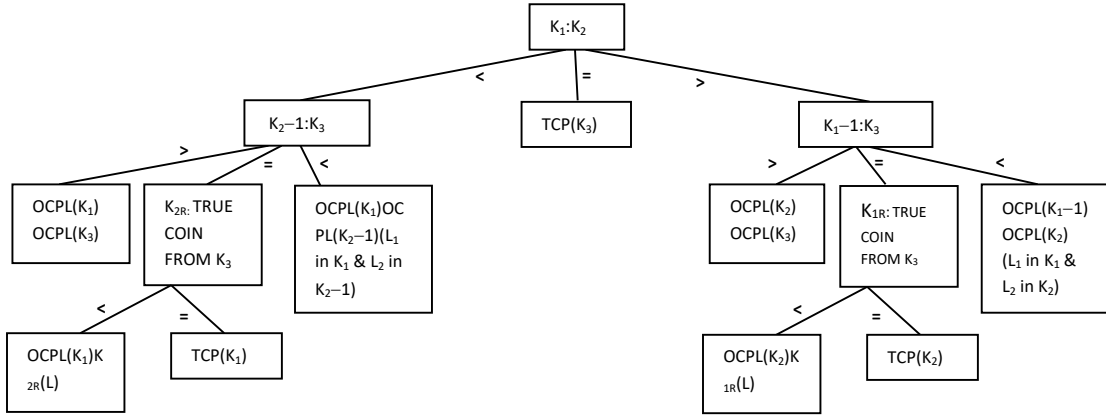 K₁:K₂
<
=
>
K₂–1:K₃
TCP(K₃)
K₁–1:K₃
>
=
<
>
=
<
OCPL(K₁)
OCPL(K₃)
K₂R: TRUE
COIN
FROM K₃
OCPL(K₁)OC
PL(K₂–1)(L₁
in K₁ & L₂ in
K₂–1)
OCPL(K₂)
OCPL(K₃)
K₁R: TRUE
COIN
FROM K₃
OCPL(K₁–1)
OCPL(K₂)
(L₁ in K₁ &
L₂ in K₂)
<
=
<
=
OCPL(K₁)K
₂R(L)
TCP(K₁)
OCPL(K₂)K
₁R(L)
TCP(K₂)